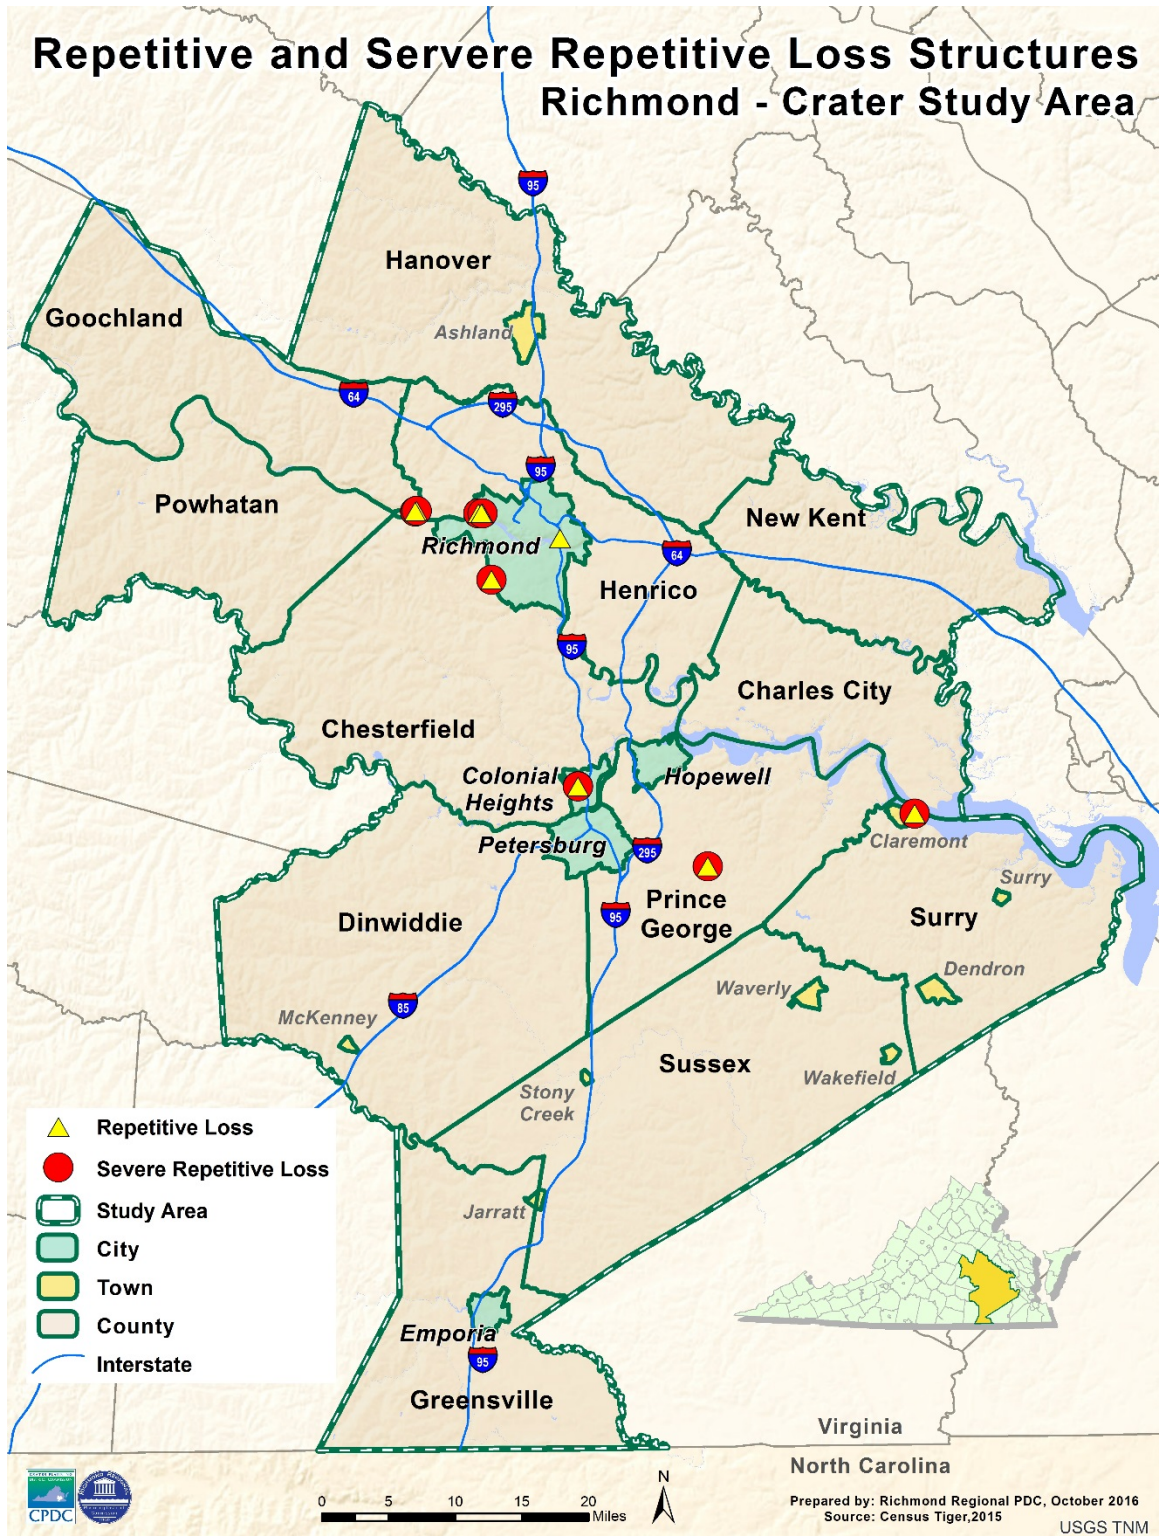 Repetitive and Servere Repetitive Loss Structures
Richmond - Crater Study Area
95
Hanover
Goochland
Ashland
64
295
95
Powhatan
New Kent
Richmond
64
Henrico
95
Charles City
Chesterfield
Colonial
Heights
Hopewell
Claremont
Petersburg
295
Surry
Prince
George
95
Dinwiddie
Surry
Dendron
Waverly
85
McKenney
Sussex
Wakefield
Stony
Creek
Repetitive Loss
Severe Repetitive Loss
Study Area
City
Town
County
Interstate
Jarratt
Emporia
95
Greensville
Virginia
North Carolina
CPDC
0 5 10 15 20
Miles
N
Prepared by: Richmond Regional PDC, October 2016
Source: Census Tiger,2015
USGS TNM